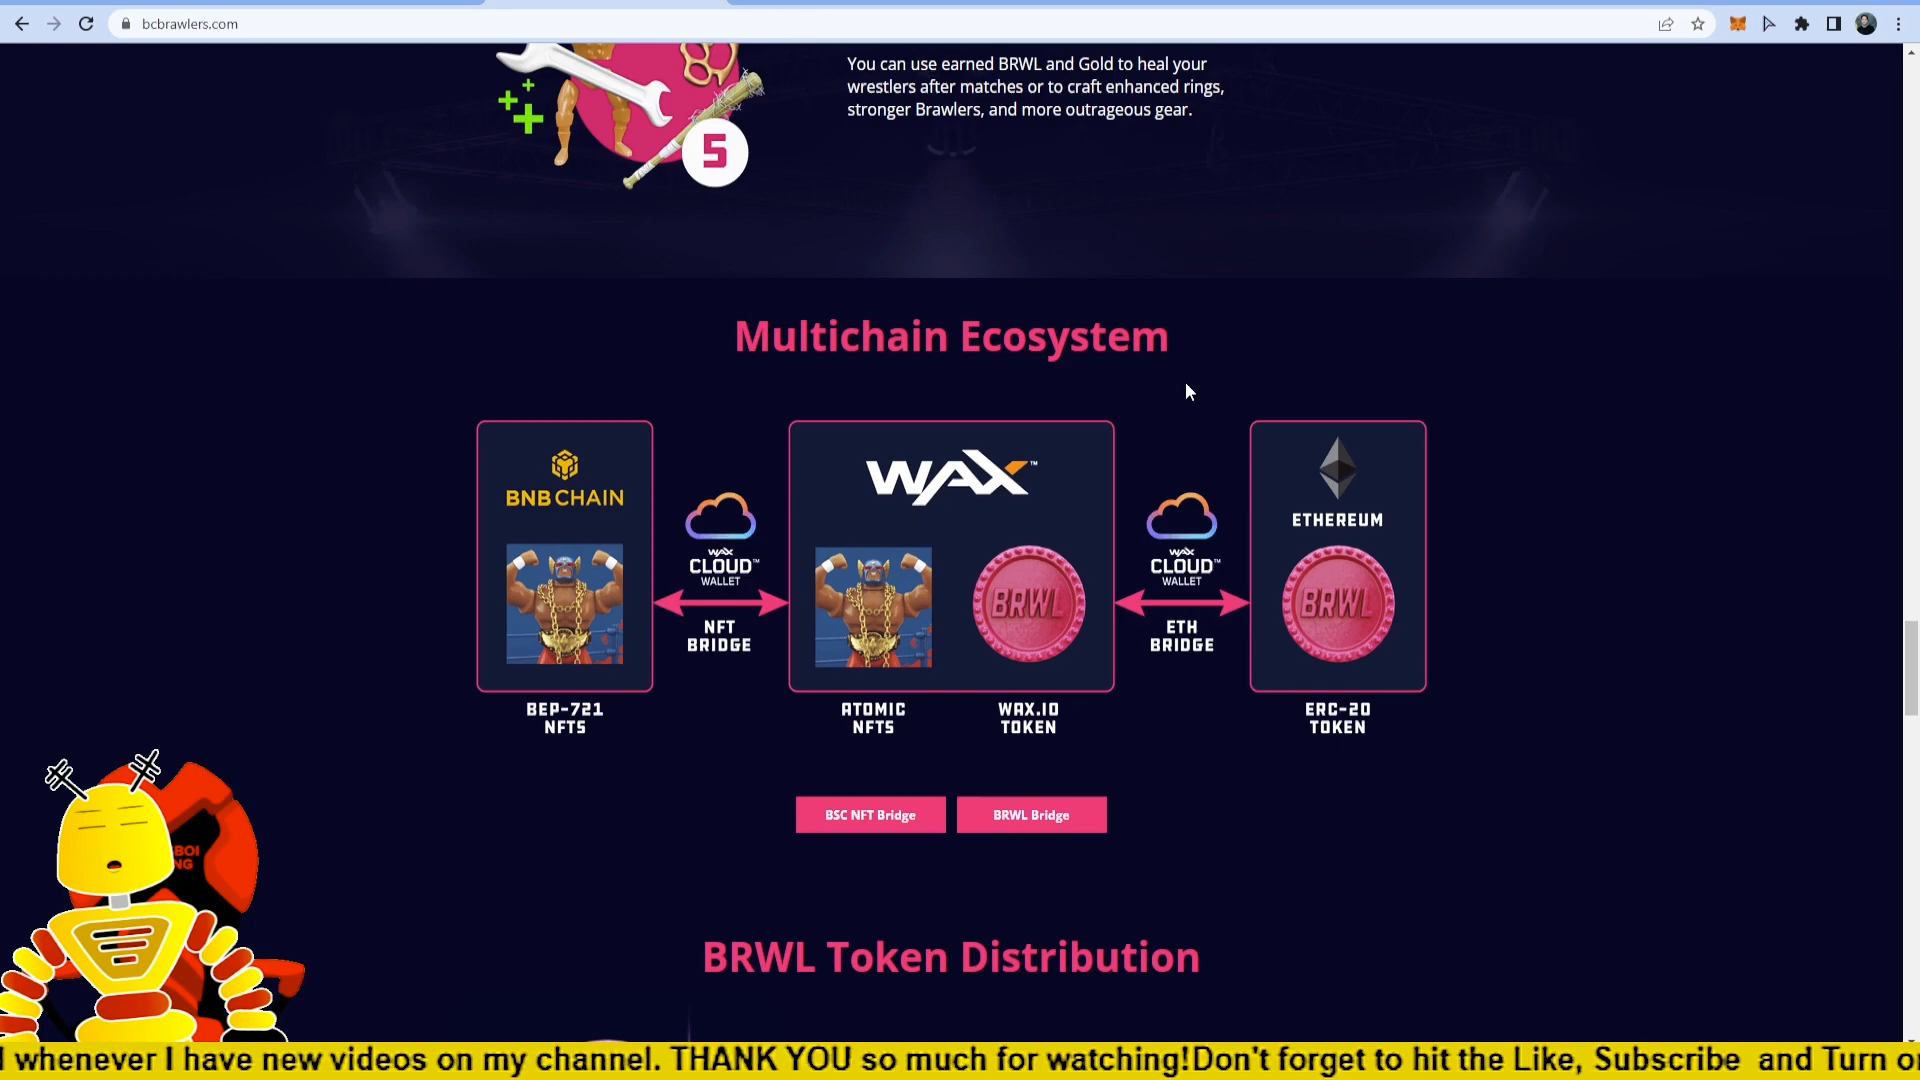 bcbrawlers.com
You can use earned BRWL and Gold to heal your
wrestlers after matches or to craft enhanced rings,
stronger Brawlers, and more outrageous gear.
5
Multichain Ecosystem
BNB CHAIN
WAX™
ETHEREUM
WAX
CLOUD™
WALLET
WAX
CLOUD™
WALLET
BRWL
BRWL
NFT
BRIDGE
ETH
BRIDGE
BEP-721
NFTS
ATOMIC
NFTS
WAX.IO
TOKEN
ERC-20
TOKEN
BSC NFT Bridge
BRWL Bridge
BRWL Token Distribution
whenever I have new videos on my channel. THANK YOU so much for watching!Don't forget to hit the Like, Subscribe and Turn